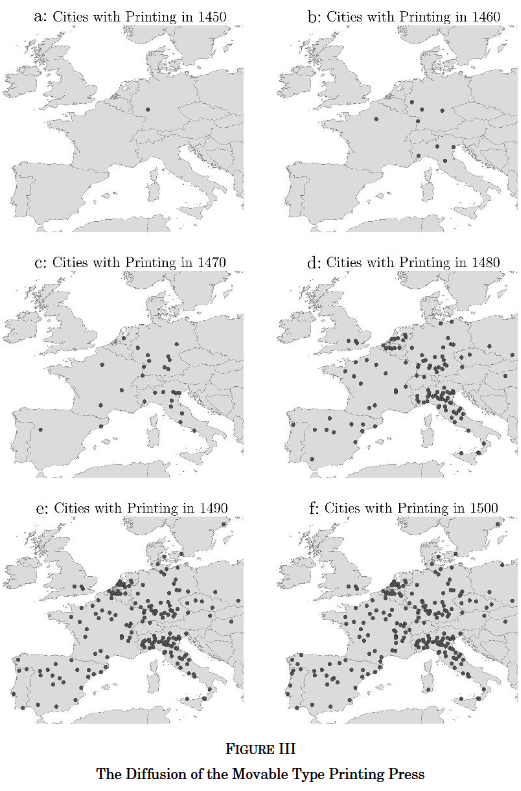 a: Cities with Printing in 1450
b: Cities with Printing in 1460
c: Cities with Printing in 1470
d: Cities with Printing in 1480
e: Cities with Printing in 1490
f: Cities with Printing in 1500
FIGURE III
The Diffusion of the Movable Type Printing Press